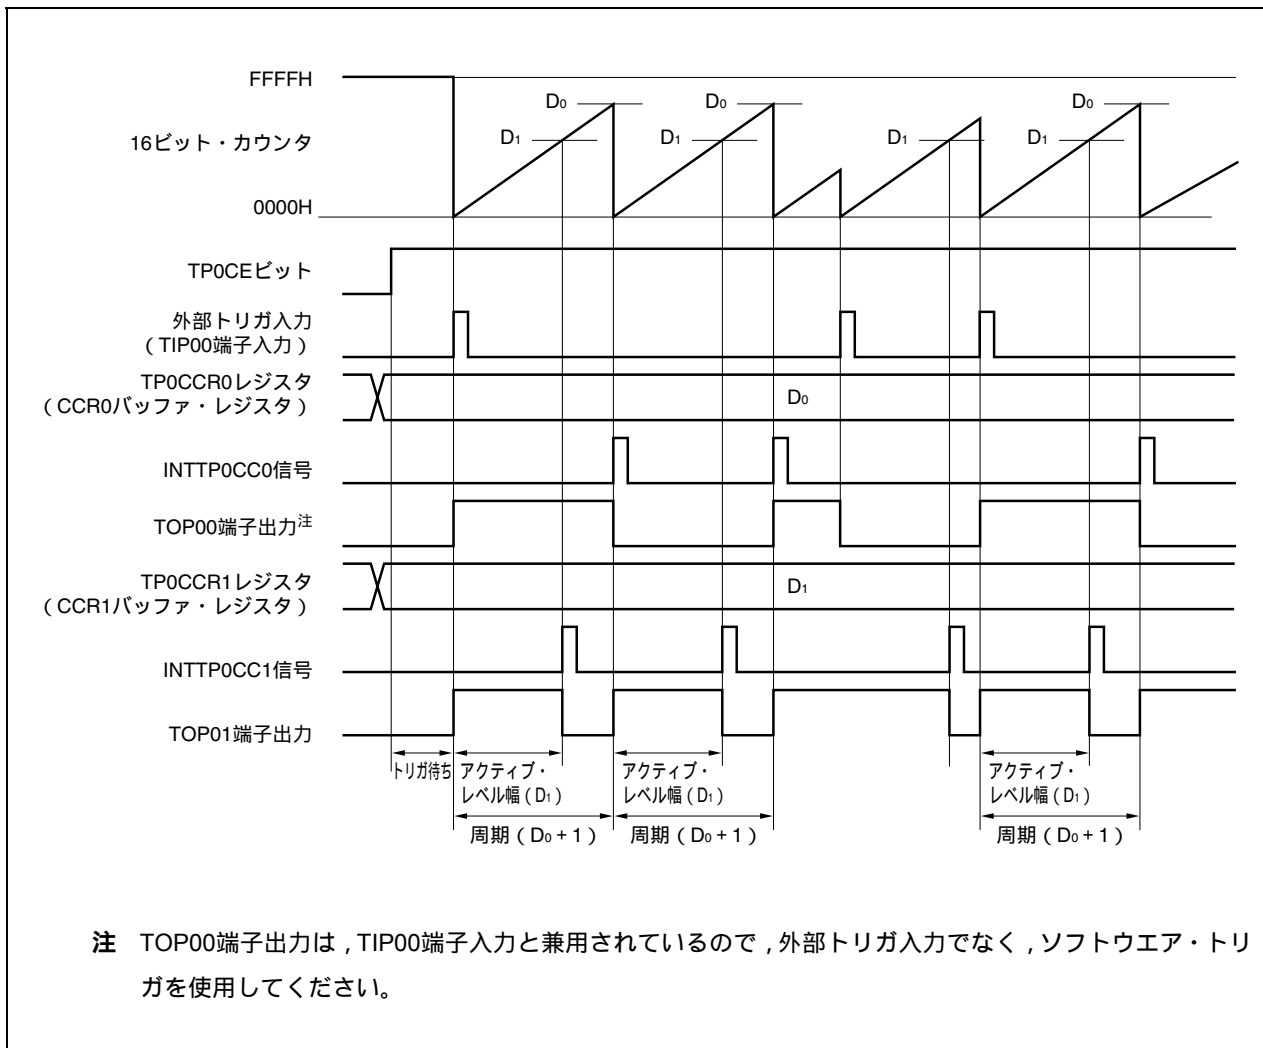 FFFFH
D0
D0
D0
16ビット・カウンタ
D1
D1
D1
D1
0000H
TP0CEビット
外部トリガ入力
(TIP00端子入力)
TP0CCR0レジスタ
(CCR0バッファ・レジスタ)
D0
INTTP0CC0信号
TOP00端子出力注
TP0CCR1レジスタ
(CCR1バッファ・レジスタ)
D1
INTTP0CC1信号
TOP01端子出力
トリガ待ち
アクティブ・
レベル幅(D1)
アクティブ・
レベル幅(D1)
アクティブ・
レベル幅(D1)
周期(D0+1)
周期(D0+1)
周期(D0+1)
注 TOP00端子出力は,TIP00端子入力と兼用されているので,外部トリガ入力でなく,ソフトウエア・トリ
ガを使用してください。